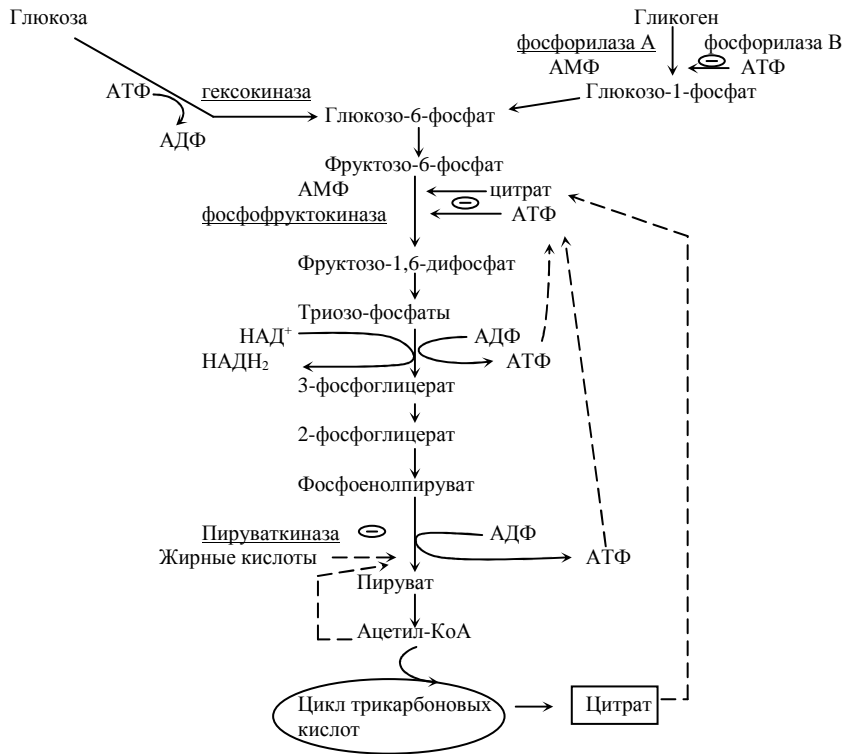 Глюкоза
Гликоген
фосфорилаза А
фосфорилаза В
АМФ
АТФ
АТФ
гексокиназа
Глюкозо-1-фосфат
Глюкозо-6-фосфат
АДФ
Фруктозо-6-фосфат
АМФ
цитрат
фосфофруктокиназа
АТФ
Фруктозо-1,6-дифосфат
Триозо-фосфаты
НАД⁺
АДФ
НАДН₂
АТФ
3-фосфоглицерат
2-фосфоглицерат
Фосфоенолпируват
Пируваткиназа
АДФ
Жирные кислоты
АТФ
Пируват
Ацетил-КоА
Цикл трикарбоновых
кислот
Цитрат